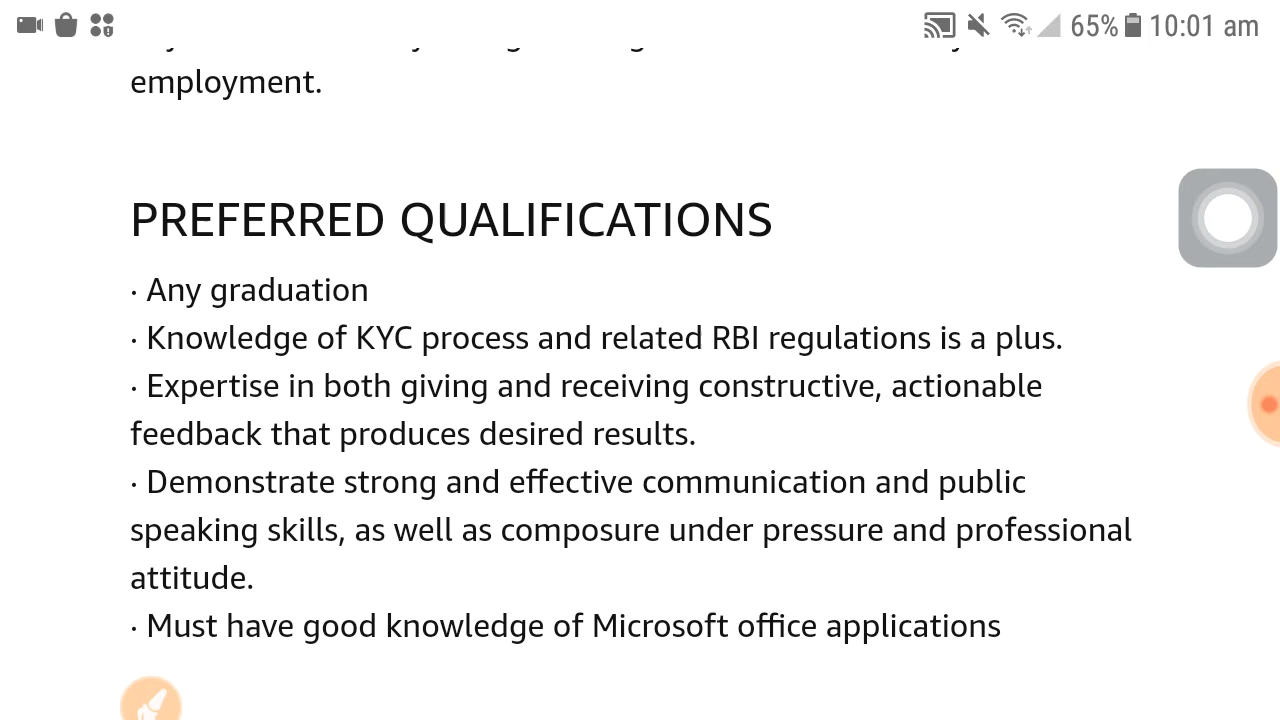 65% 10:01 am
employment.
PREFERRED QUALIFICATIONS
· Any graduation
· Knowledge of KYC process and related RBI regulations is a plus.
· Expertise in both giving and receiving constructive, actionable
feedback that produces desired results.
· Demonstrate strong and effective communication and public
speaking skills, as well as composure under pressure and professional
attitude.
· Must have good knowledge of Microsoft office applications